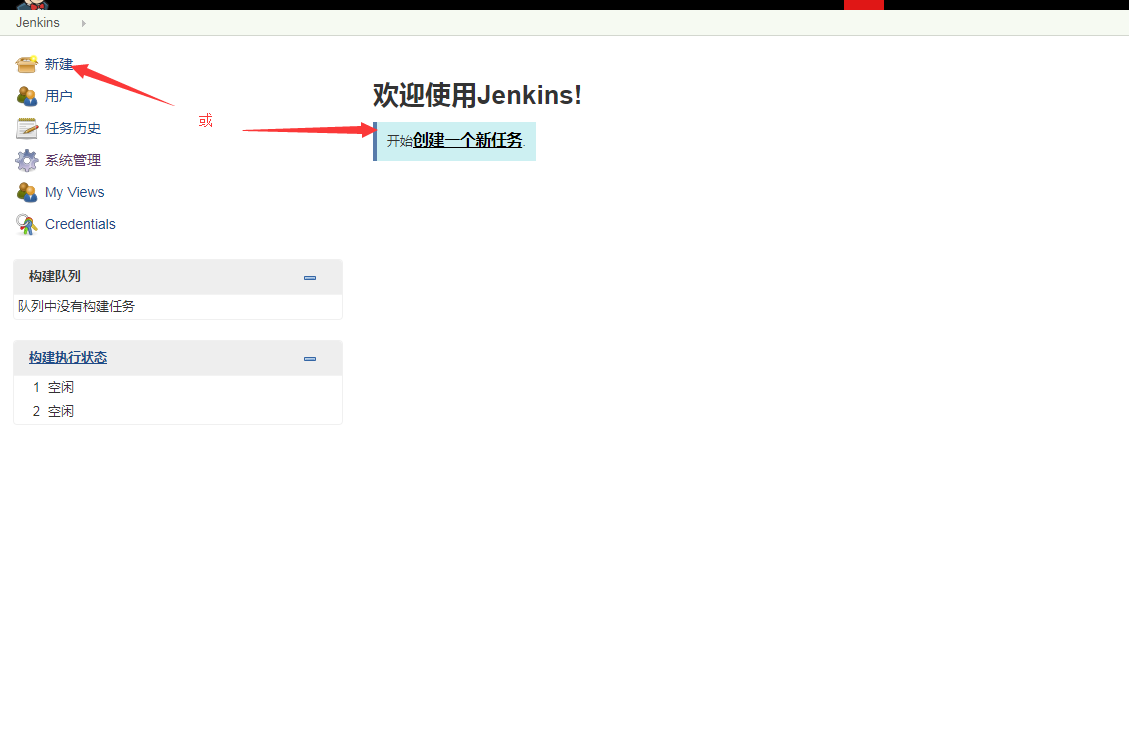 Jenkins
新建
用户
任务历史
系统管理
My Views
Credentials
或
欢迎使用Jenkins!
开始创建一个新任务.
构建队列
队列中没有构建任务
构建执行状态
1 空闲
2 空闲